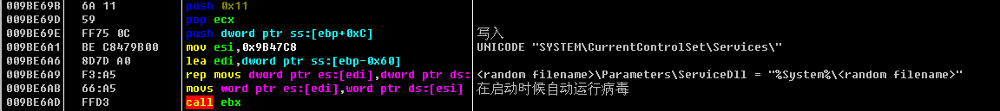 009BE69B 6A 11 push 0x11
009BE69D 59 pop ecx
009BE69E FF75 0C push dword ptr ss:[ebp+0xC] 写入
009BE6A1 BE C8479B00 mov esi,0x9B47C8 UNICODE "SYSTEM\CurrentControlSet\Services\"
009BE6A6 8D7D A0 lea edi,dword ptr ss:[ebp-0x60]
009BE6A9 F3:A5 rep movs dword ptr es:[edi],dword ptr ds: <random filename>\Parameters\ServiceDll = "%System%\<random filename>"
009BE6AB 66:A5 movs word ptr es:[edi],word ptr ds:[esi] 在启动时候自动运行病毒
009BE6AD FFD3 call ebx